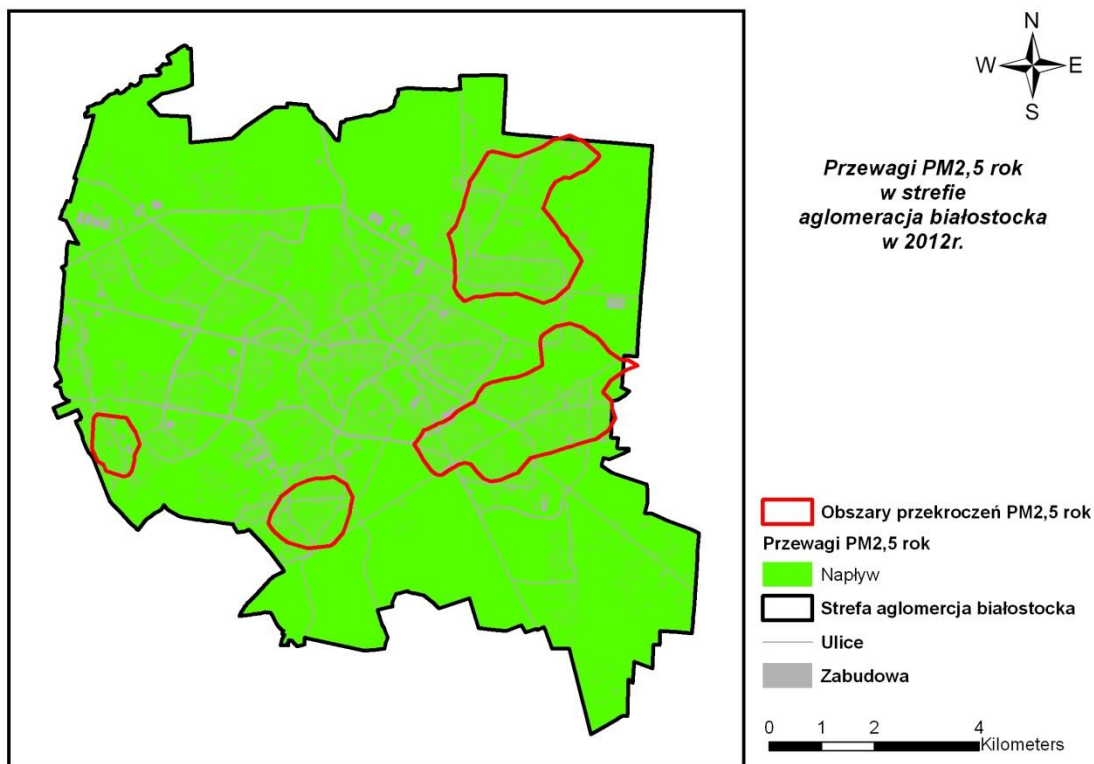 N
W E
S
Przewagi PM2,5 rok
w strefie
aglomeracja białostocka
w 2012r.
Obszary przekroczeń PM2,5 rok
Przewagi PM2,5 rok
Napływ
Strefa aglomercja białostocka
Ulice
Zabudowa
0 1 2 4
Kilometers